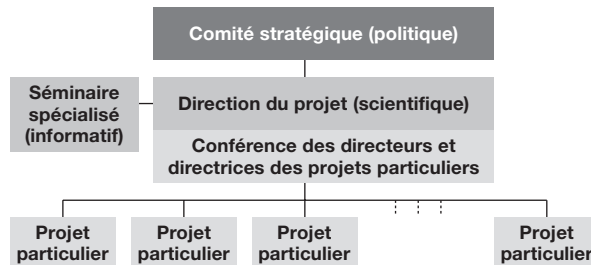 Comité stratégique (politique)
Séminaire
spécialisé
(informatif)
Direction du projet (scientifique)
Conférence des directeurs et
directrices des projets particuliers
Projet
particulier
Projet
particulier
Projet
particulier
Projet
particulier